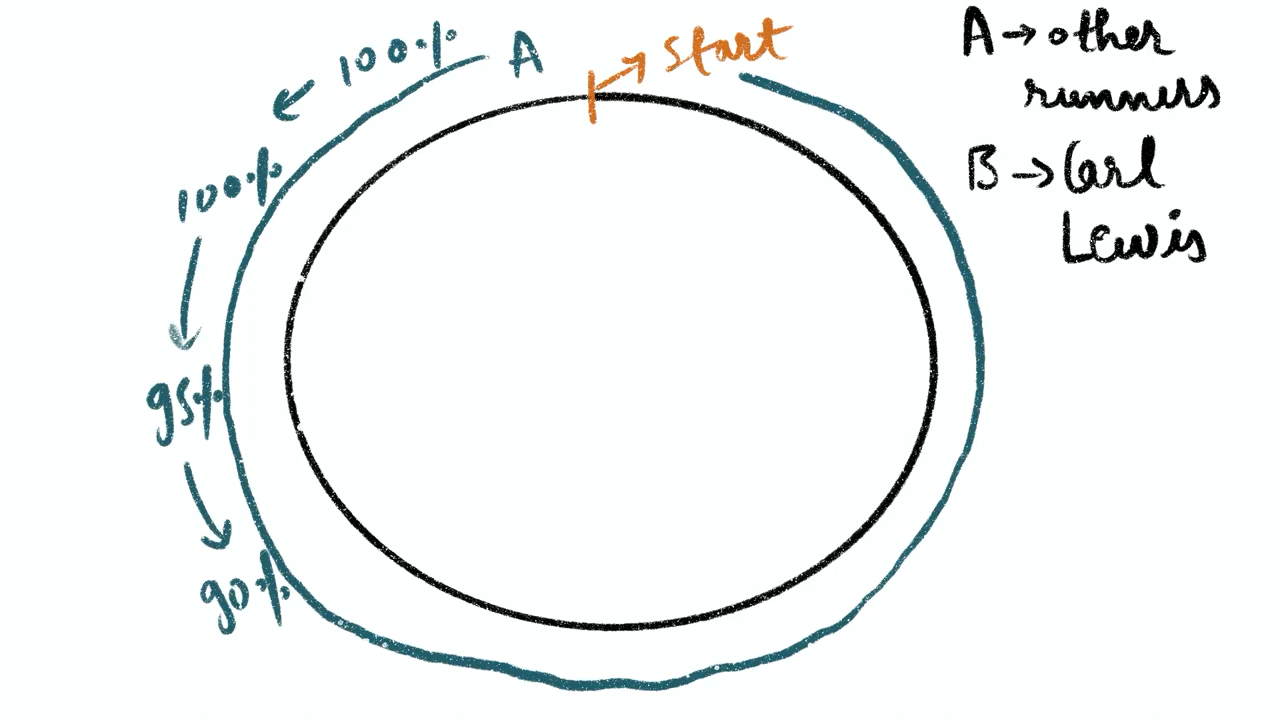 100% A
→ start
100%
95%
90%
A → other
runners
B → Carl
Lewis